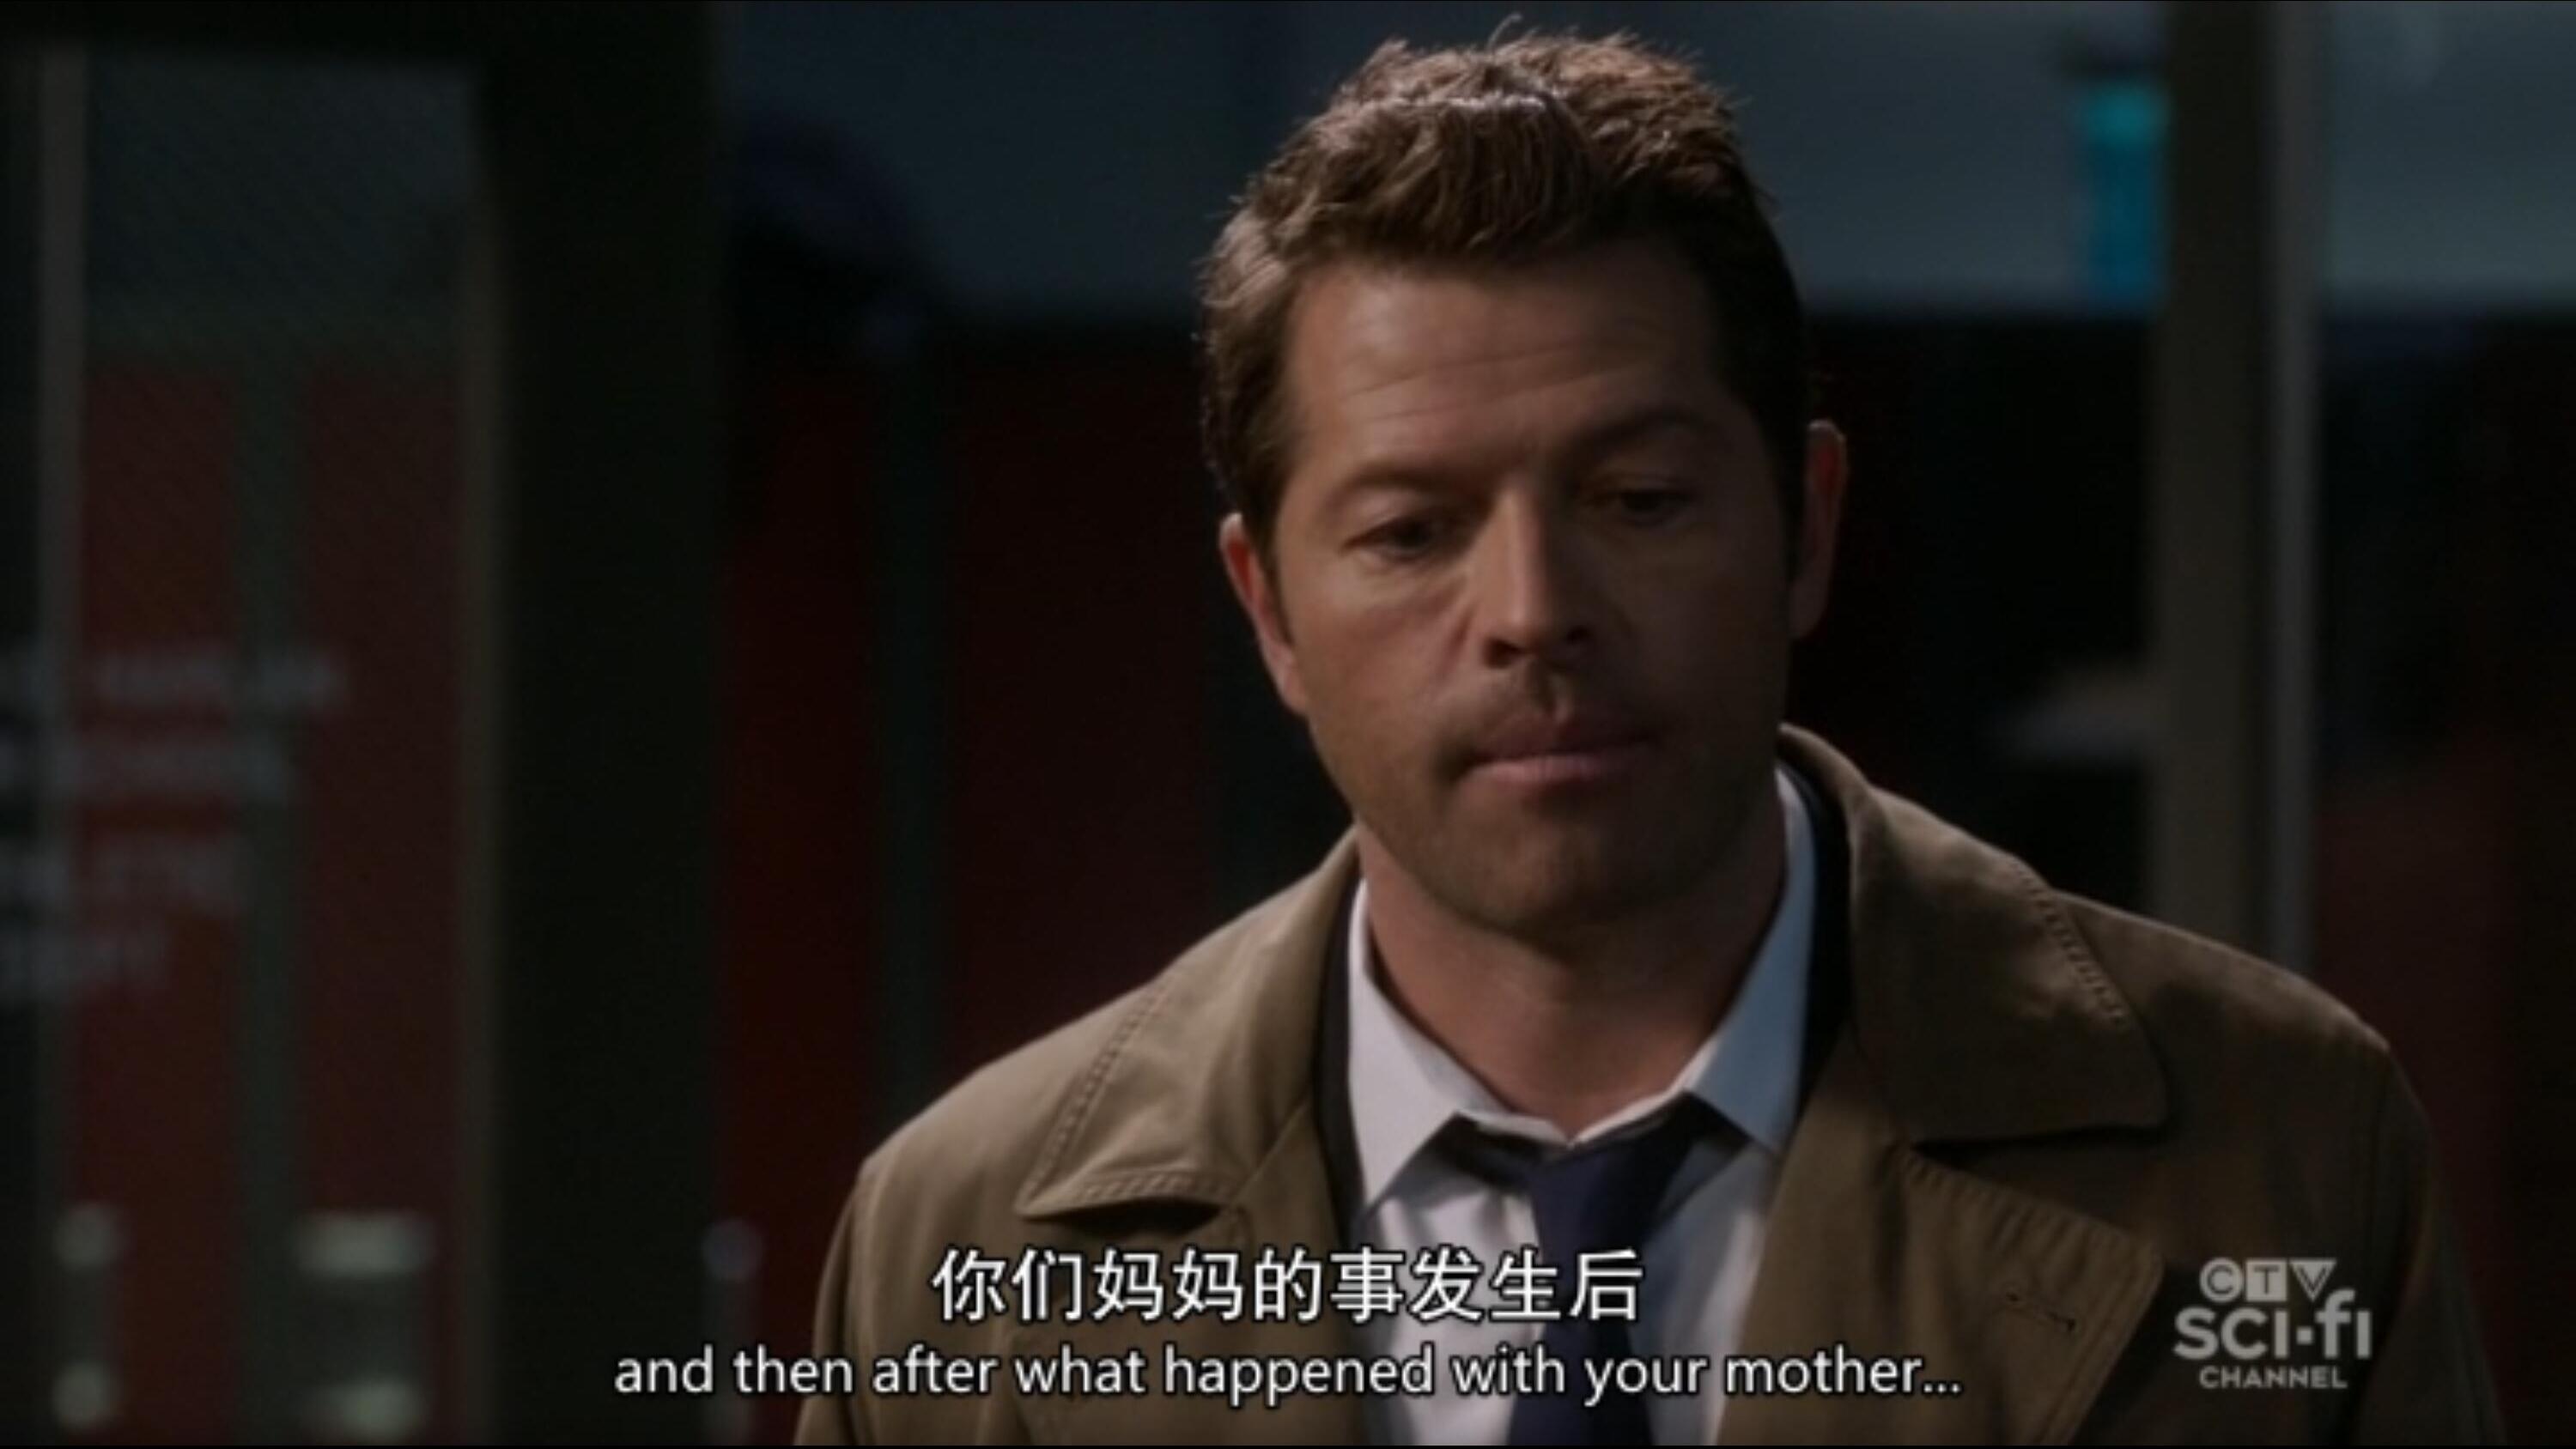 你们妈妈的事发生后
and then after what happened with your mother...
CTV
SCI-FI
CHANNEL